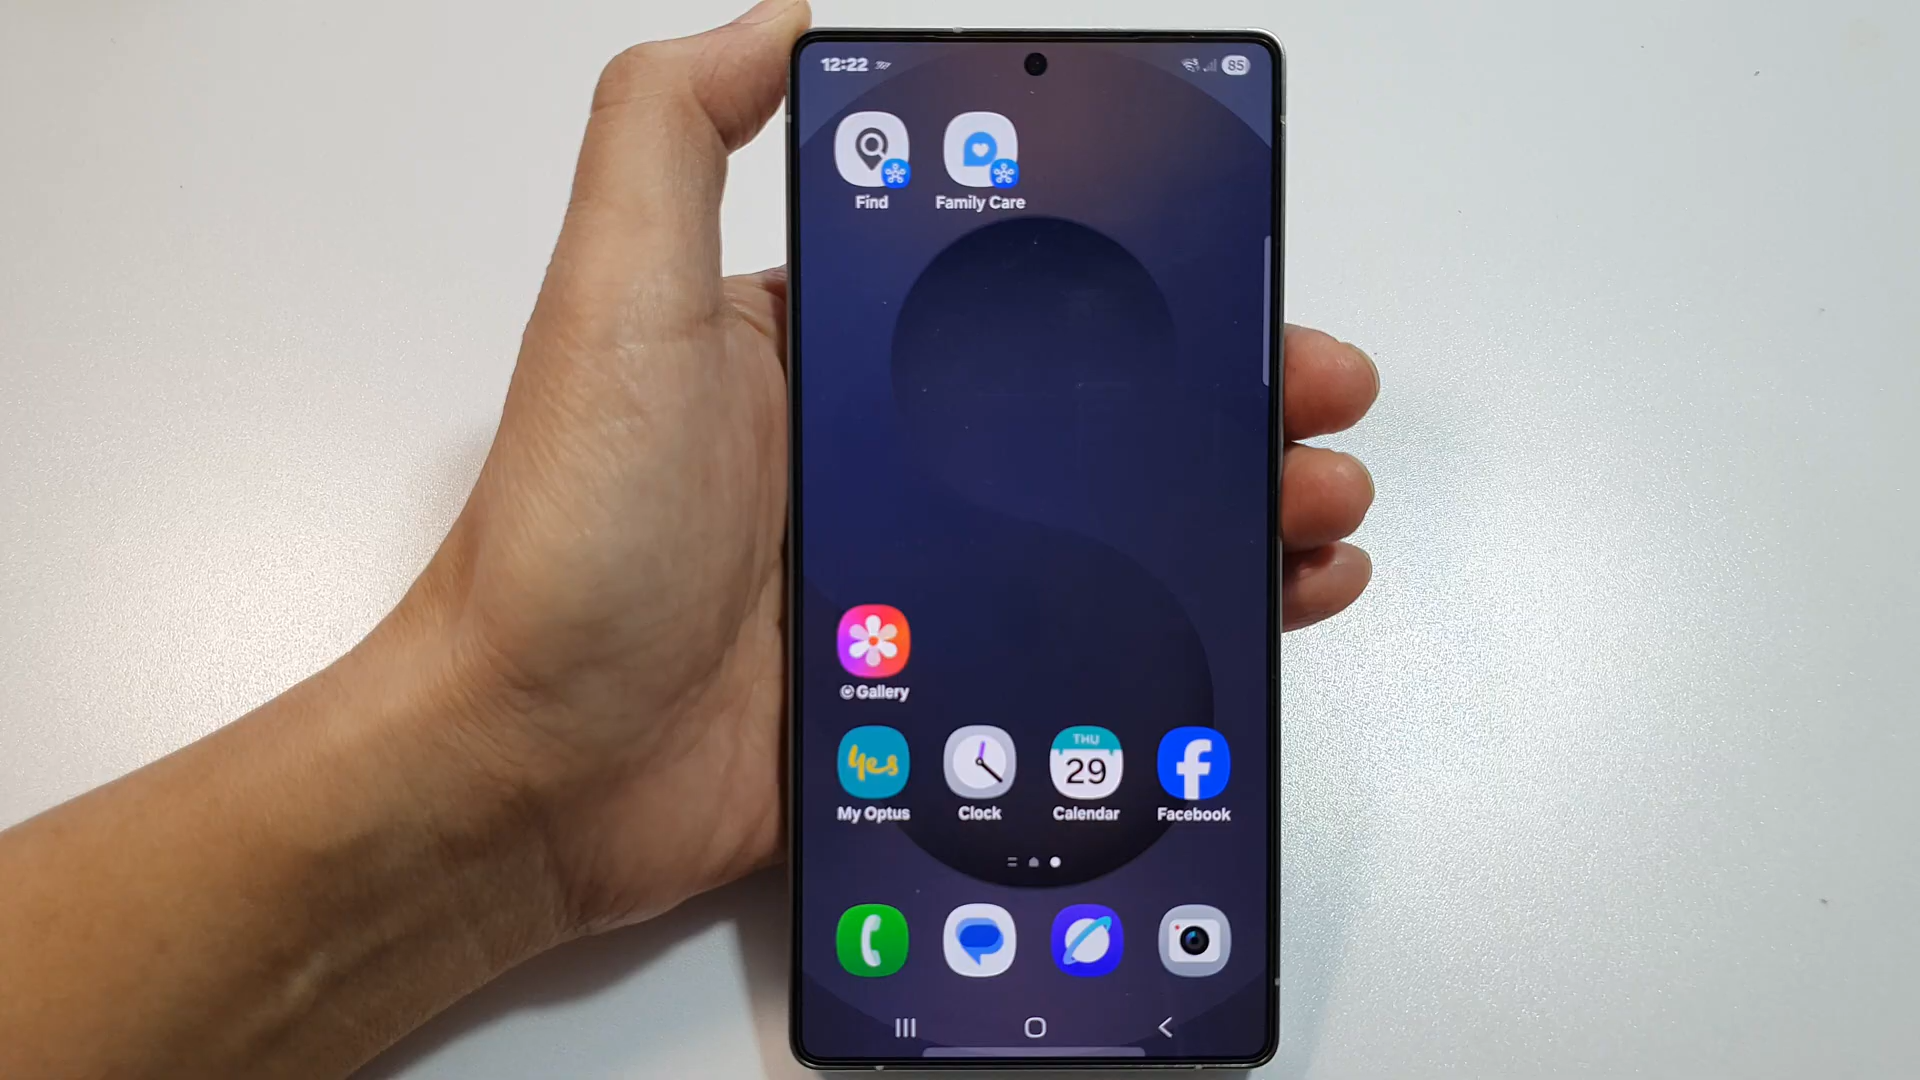 12:22
85
Find Family Care
Gallery
yes
THU
29
My Optus Clock Calendar Facebook